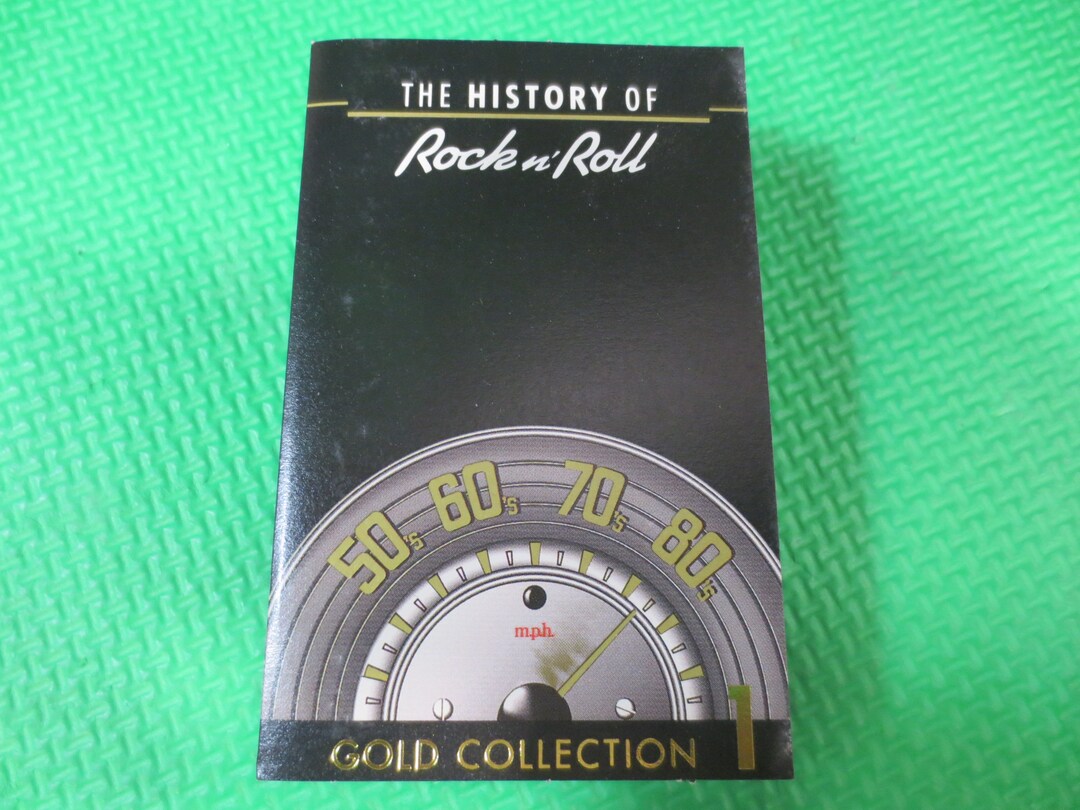 THE HISTORY OF
Rock n' Roll
50's 60's 70's 80's
m.p.h.
GOLD COLLECTION 1